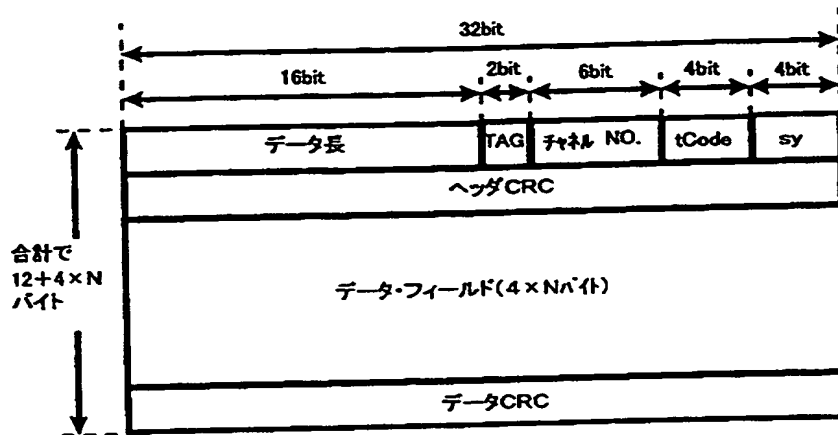 32bit
16bit
2bit
6bit
4bit
4bit
データ長
TAG
チャネル NO.
tCode
sy
ヘッダCRC
合計で
12+4×N
バイト
データ・フィールド(4×Nバイト)
データCRC